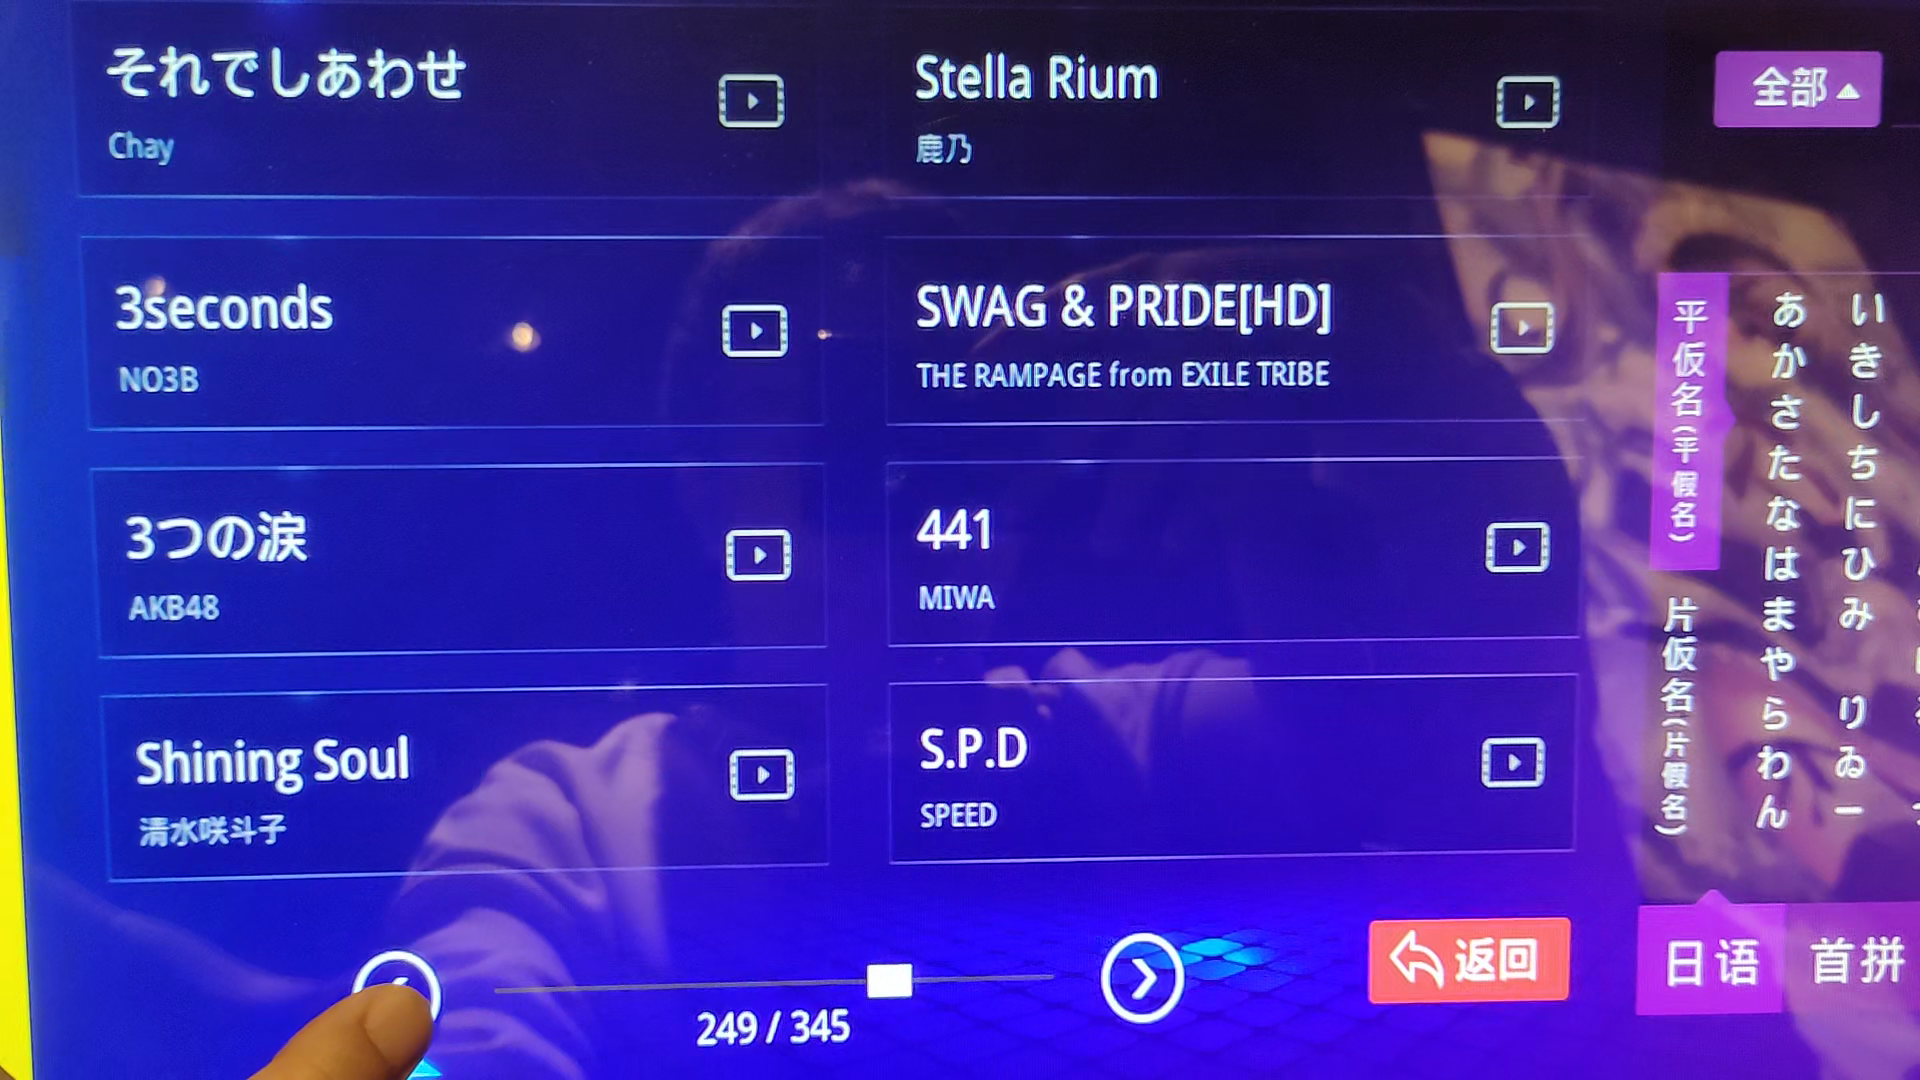 それでしあわせ
Chay
Stella Rium
鹿乃
3seconds
NO3B
SWAG & PRIDE[HD]
THE RAMPAGE from EXILE TRIBE
3つの涙
AKB48
441
MIWA
Shining Soul
清水咲斗子
S.P.D
SPEED
249 / 345
返回
全部
平仮名(平假名)
片仮名(片假名)
あかさたなはまやらわん
いきしちにひみ りゐー
日语
首拼